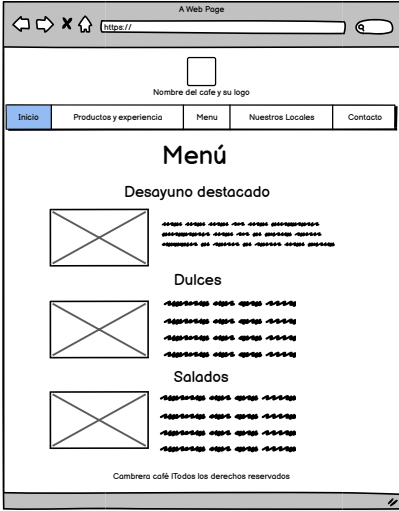 A Web Page
https://
Nombre del cafe y su logo
Inicio
Productos y experiencia
Menu
Nuestros Locales
Contacto
Menú
Desayuno destacado
Dulces
Salados
Cambrera café |Todos los derechos reservados